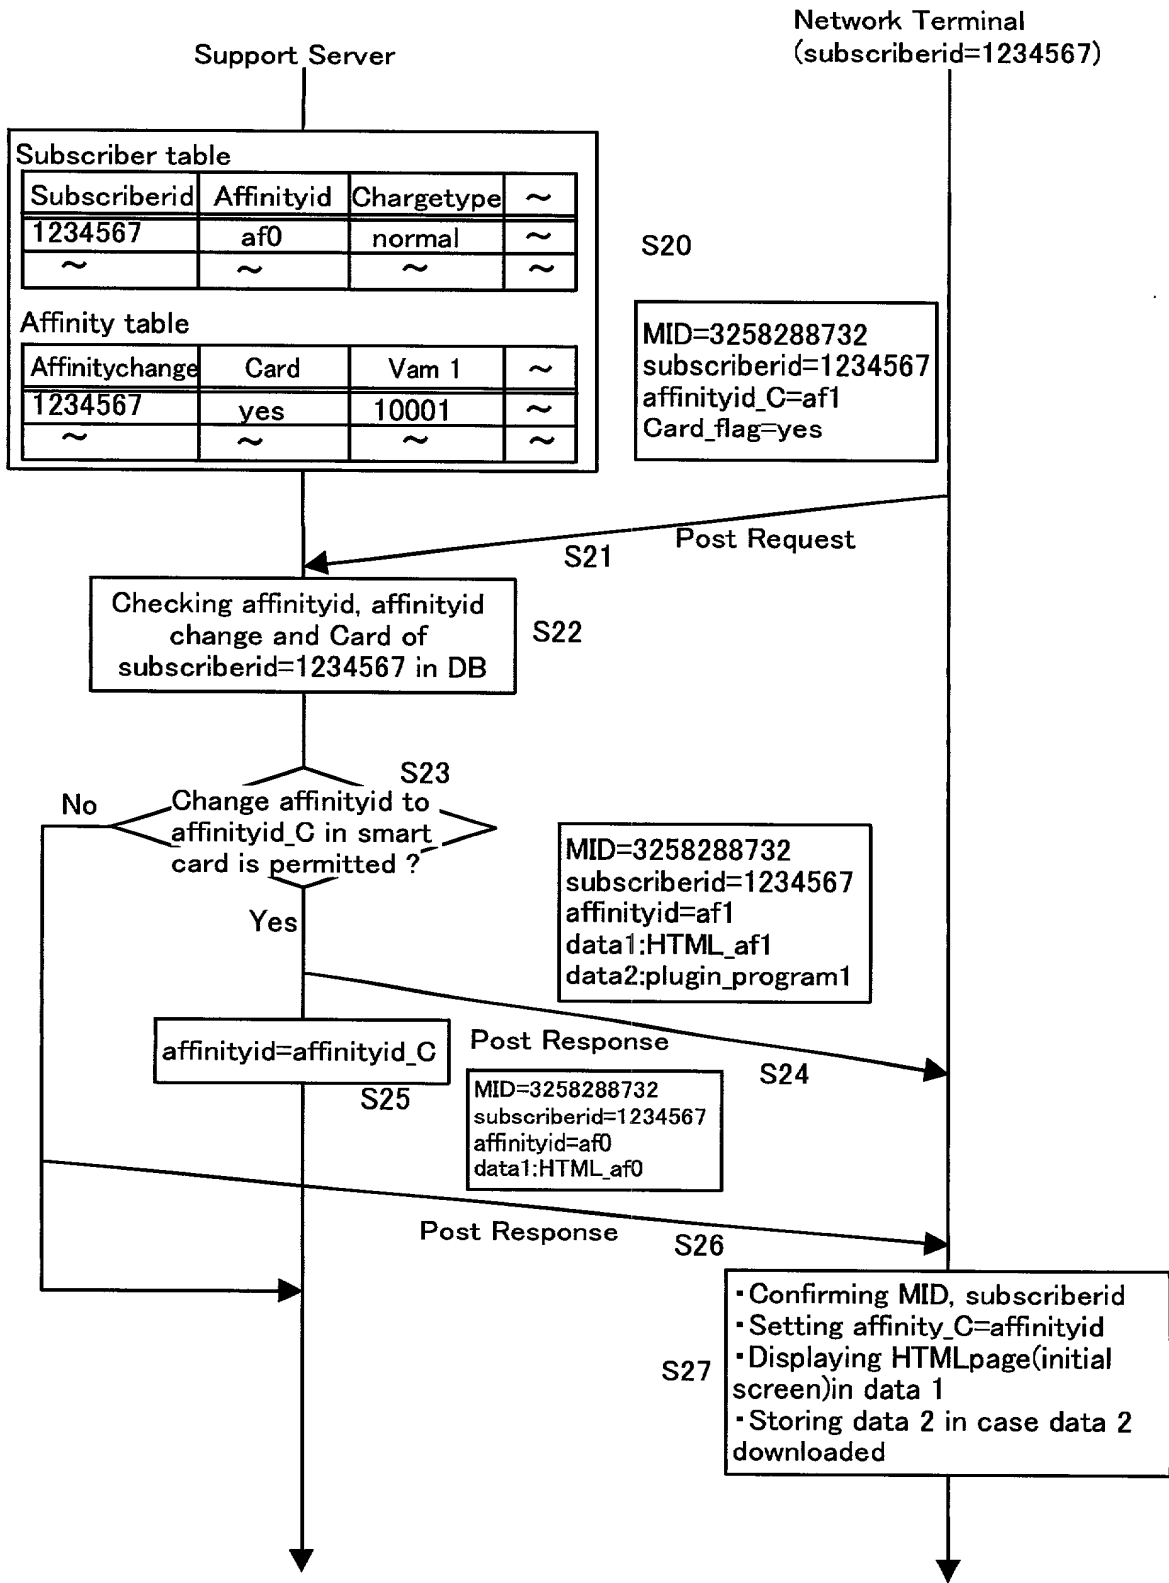 Network Terminal
(subscriberid=1234567)
Support Server
Subscriber table
Subscriberid Affinityid Chargetype ~
1234567 af0 normal ~
~ ~ ~ ~
Affinity table
Affinitychange Card Vam 1 ~
1234567 yes 10001 ~
~ ~ ~ ~
S20
MID=3258288732
subscriberid=1234567
affinityid_C=af1
Card_flag=yes
Post Request
S21
Checking affinityid, affinityid
change and Card of
subscriberid=1234567 in DB
S22
S23
No
Change affinityid to
affinityid_C in smart
card is permitted ?
Yes
MID=3258288732
subscriberid=1234567
affinityid=af1
data1:HTML_af1
data2:plugin_program1
Post Response
S24
affinityid=affinityid_C
S25
MID=3258288732
subscriberid=1234567
affinityid=af0
data1:HTML_af0
Post Response
S26
S27
･Confirming MID, subscriberid
･Setting affinity_C=affinityid
･Displaying HTMLpage(initial
screen)in data 1
･Storing data 2 in case data 2
downloaded